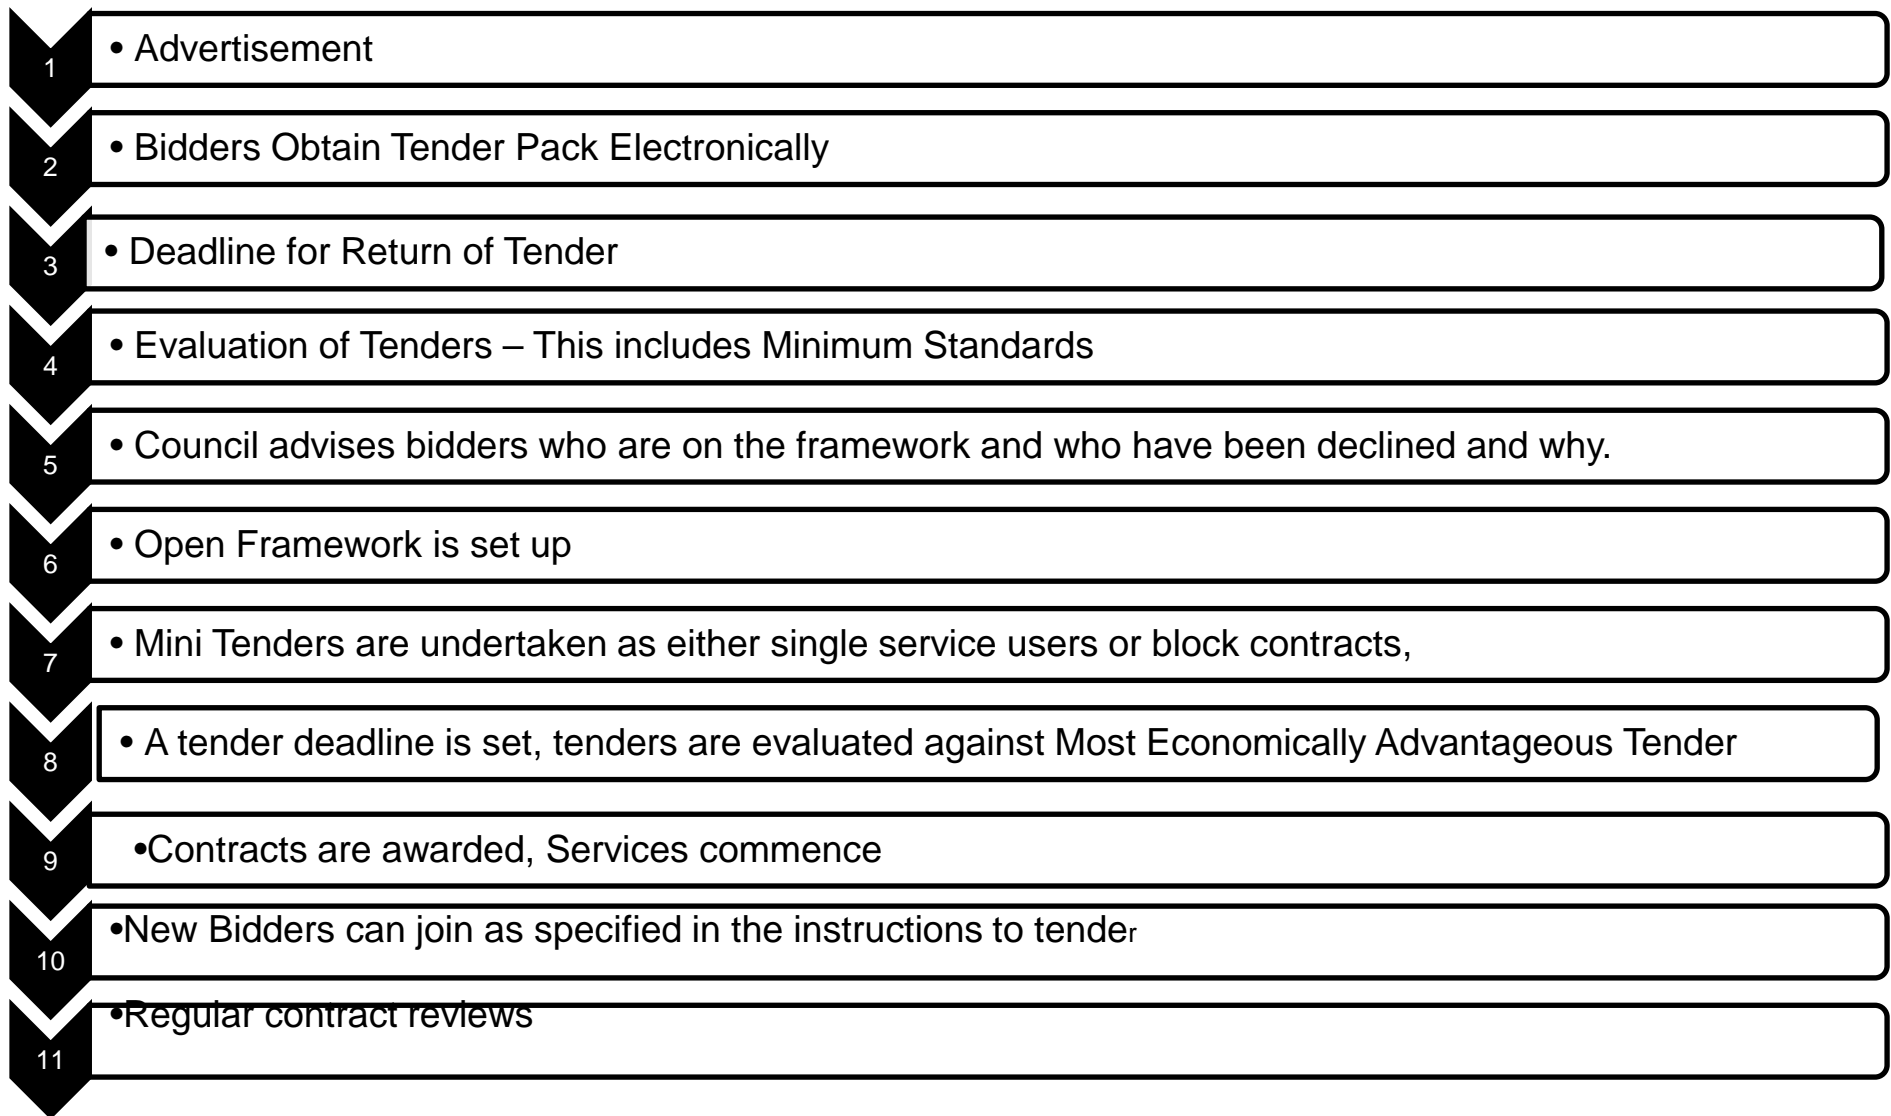 1 • Advertisement
2 • Bidders Obtain Tender Pack Electronically
3 • Deadline for Return of Tender
4 • Evaluation of Tenders – This includes Minimum Standards
5 • Council advises bidders who are on the framework and who have been declined and why.
6 • Open Framework is set up
7 • Mini Tenders are undertaken as either single service users or block contracts,
8 • A tender deadline is set, tenders are evaluated against Most Economically Advantageous Tender
9 •Contracts are awarded, Services commence
10 •New Bidders can join as specified in the instructions to tender
11 •Regular contract reviews